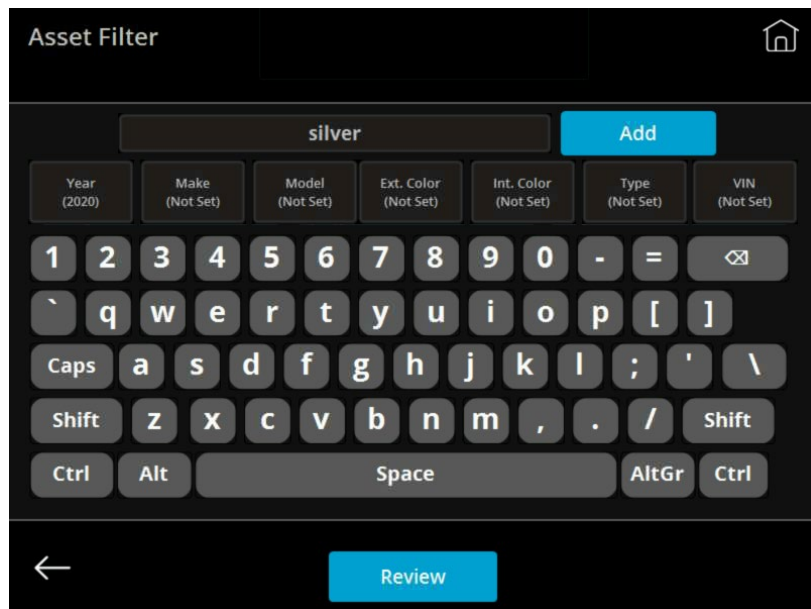 Asset Filter
silver Add
Year Make Model Ext. Color Int. Color Type VIN
(2020) (Not Set) (Not Set) (Not Set) (Not Set) (Not Set) (Not Set)
1 2 3 4 5 6 7 8 9 0 - = ⌫
` q w e r t y u i o p [ ]
Caps a s d f g h j k l ; ' \
Shift z x c v b n m , . / Shift
Ctrl Alt Space AltGr Ctrl
Review